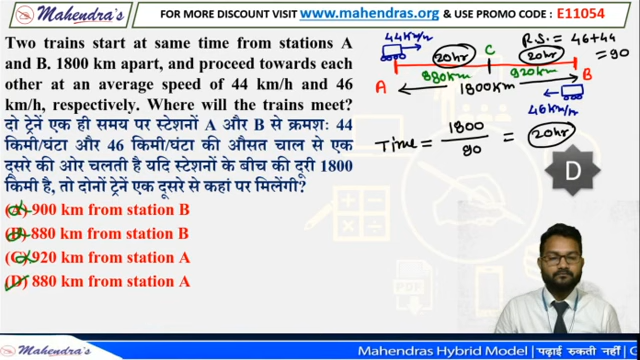 Mahendra's
FOR MORE DISCOUNT VISIT www.mahendras.org & USE PROMO CODE : E11054
Two trains start at same time from stations A
and B. 1800 km apart, and proceed towards each
other at an average speed of 44 km/h and 46
km/h, respectively. Where will the trains meet?
दो ट्रेनें एक ही समय पर स्टेशनों A और B से क्रमशः 44
किमी/घंटा और 46 किमी/घंटा की औसत चाल से एक
दूसरे की ओर चलती है यदि स्टेशनों के बीच की दूरी 1800
किमी है, तो दोनों ट्रेनें एक दूसरे से कहां पर मिलेंगी?
(A) 900 km from station B
(B) 880 km from station B
(C) 920 km from station A
(D) 880 km from station A
44km/h
R.S. = 46+44
= 90
20hr
C
20hr
880km
920km
A
1800km
B
46km/h
Time = 1800/90 = 20hr
D
Mahendra's
Mahendras Hybrid Model | पढ़ाई रुकती नहीं